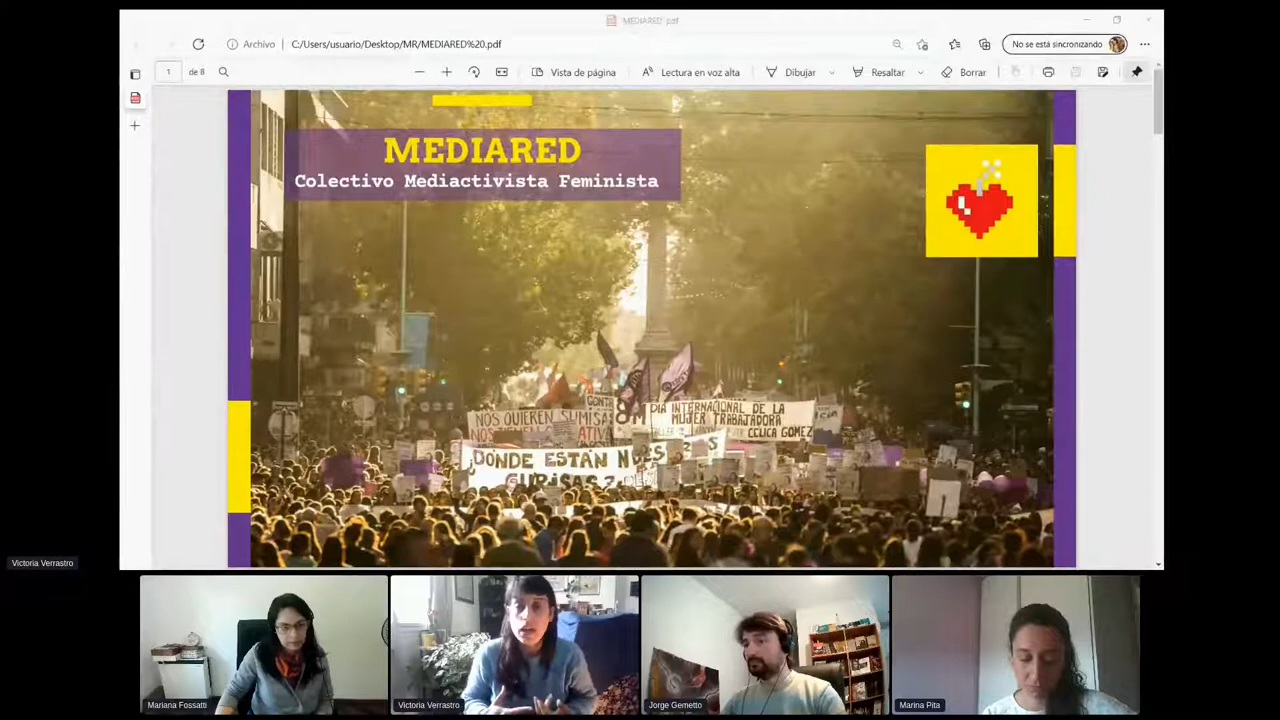 MEDIARED .pdf
Archivo
C:/Users/usuario/Desktop/MR/MEDIARED%20.pdf
No se está sincronizando
1
de 8
Vista de página
Lectura en voz alta
Dibujar
Resaltar
Borrar
MEDIARED
Colectivo Mediactivista Feminista
NOS QUIEREN SUMISAS
8M
DIA INTERNACIONAL DE LA
MUJER TRABAJADORA
CELICA GOMEZ
¿DONDE ESTÁN
GURISAS?
Victoria Verrastro
Mariana Fossatti
Victoria Verrastro
Jorge Gemetto
Marina Pita